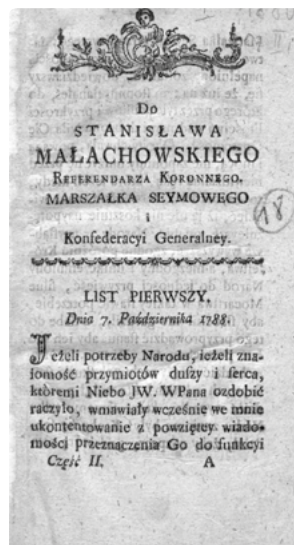 Do
STANISŁAWA
MAŁACHOWSKIEGO
REFERENDARZA KORONNEGO.
MARSZAŁKA SEYMOWEGO
i
Konfederacyi Generalney.
18
LIST PIERWSZY.
Dnia 7. Października 1788.
Jeżeli potrzeby Narodu, ieżeli zna-
iomość przymiotów duſzy i ſerca,
któremi Niebo JW. WPana ozdobić
raczyło, wmawiały wcześnie we mnie
ukontentowanie z powziętey wiado-
mości przeznaczenia Go do funkcyi
Część II. A